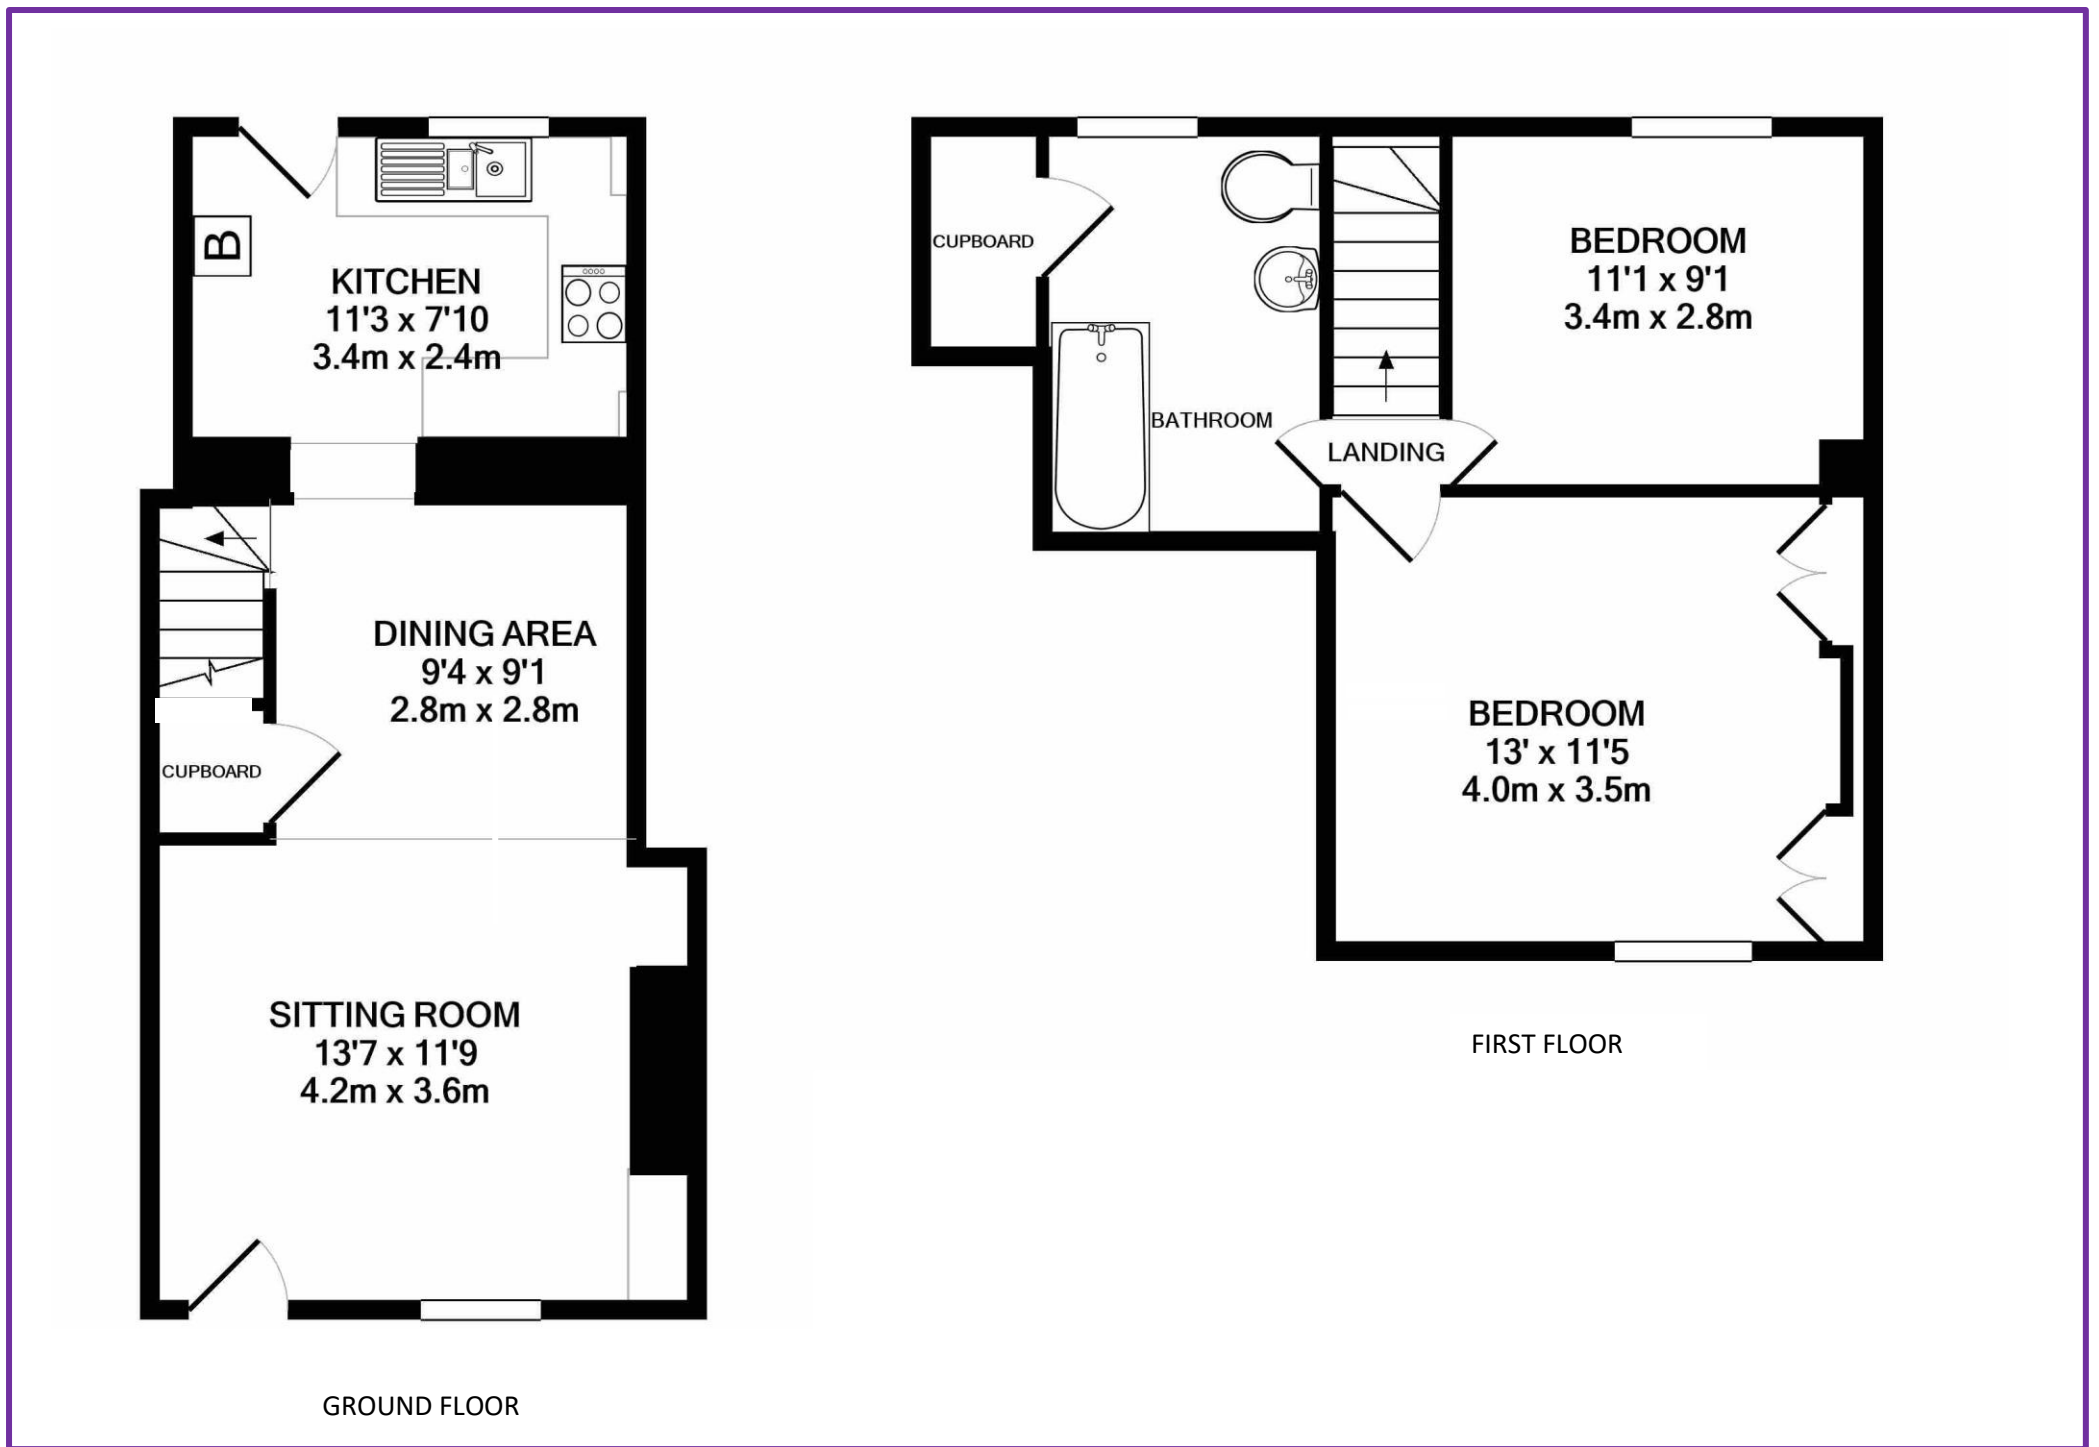 B
KITCHEN
11'3 x 7'10
3.4m x 2.4m
DINING AREA
9'4 x 9'1
2.8m x 2.8m
CUPBOARD
SITTING ROOM
13'7 x 11'9
4.2m x 3.6m
GROUND FLOOR
CUPBOARD
BATHROOM
LANDING
BEDROOM
11'1 x 9'1
3.4m x 2.8m
BEDROOM
13' x 11'5
4.0m x 3.5m
FIRST FLOOR